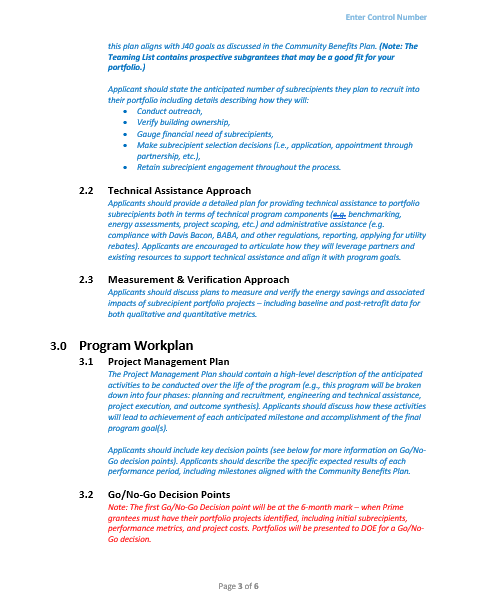 Enter Control Number
this plan aligns with J40 goals as discussed in the Community Benefits Plan. (Note: The
Teaming List contains prospective subgrantees that may be a good fit for your
portfolio.)
Applicant should state the anticipated number of subrecipients they plan to recruit into
their portfolio including details describing how they will:
• Conduct outreach,
• Verify building ownership,
• Gauge financial need of subrecipients,
• Make subrecipient selection decisions (i.e., application, appointment through
partnership, etc.),
• Retain subrecipient engagement throughout the process.
2.2 Technical Assistance Approach
Applicants should provide a detailed plan for providing technical assistance to portfolio
subrecipients both in terms of technical program components (e.g. benchmarking,
energy assessments, project scoping, etc.) and administrative assistance (e.g.
compliance with Davis Bacon, BABA, and other regulations, reporting, applying for utility
rebates). Applicants are encouraged to articulate how they will leverage partners and
existing resources to support technical assistance and align it with program goals.
2.3 Measurement & Verification Approach
Applicants should discuss plans to measure and verify the energy savings and associated
impacts of subrecipient portfolio projects – including baseline and post-retrofit data for
both qualitative and quantitative metrics.
3.0 Program Workplan
3.1 Project Management Plan
The Project Management Plan should contain a high-level description of the anticipated
activities to be conducted over the life of the program (e.g., this program will be broken
down into four phases: planning and recruitment, engineering and technical assistance,
project execution, and outcome synthesis). Applicants should discuss how these activities
will lead to achievement of each anticipated milestone and accomplishment of the final
program goal(s).
Applicants should include key decision points (see below for more information on Go/No-
Go decision points). Applicants should describe the specific expected results of each
performance period, including milestones aligned with the Community Benefits Plan.
3.2 Go/No-Go Decision Points
Note: The first Go/No-Go Decision point will be at the 6-month mark – when Prime
grantees must have their portfolio projects identified, including initial subrecipients,
performance metrics, and project costs. Portfolios will be presented to DOE for a Go/No-
Go decision.
Page 3 of 6